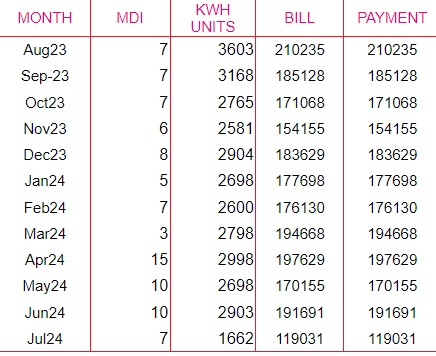 MONTH MDI KWH UNITS BILL PAYMENT
Aug23 7 3603 210235 210235
Sep-23 7 3168 185128 185128
Oct23 7 2765 171068 171068
Nov23 6 2581 154155 154155
Dec23 8 2904 183629 183629
Jan24 5 2698 177698 177698
Feb24 7 2600 176130 176130
Mar24 3 2798 194668 194668
Apr24 15 2998 197629 197629
May24 10 2698 170155 170155
Jun24 10 2903 191691 191691
Jul24 7 1662 119031 119031